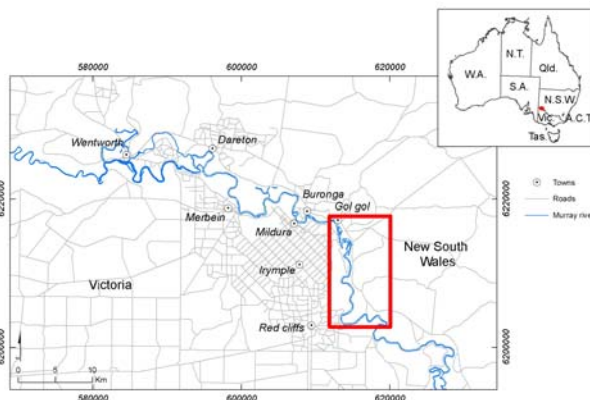 W.A.
N.T.
Qld.
S.A.
N.S.W.
Vic.
A.C.T.
Tas.
580000
600000
620000
Wentworth
Dareton
6220000
6220000
Buronga
Merbein
Gol gol
Mildura
Towns
Roads
Murray river
New South
Wales
Irymple
Victoria
Red cliffs
6200000
6200000
0
5
10
Km
580000
600000
620000